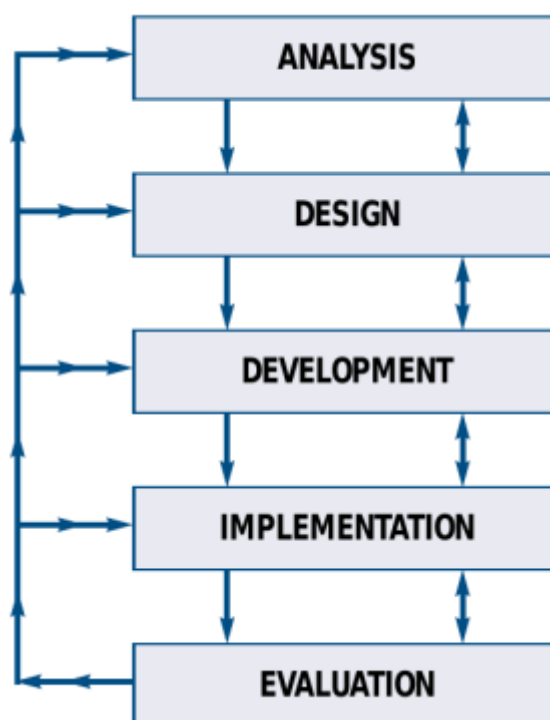 ANALYSIS
DESIGN
DEVELOPMENT
IMPLEMENTATION
EVALUATION